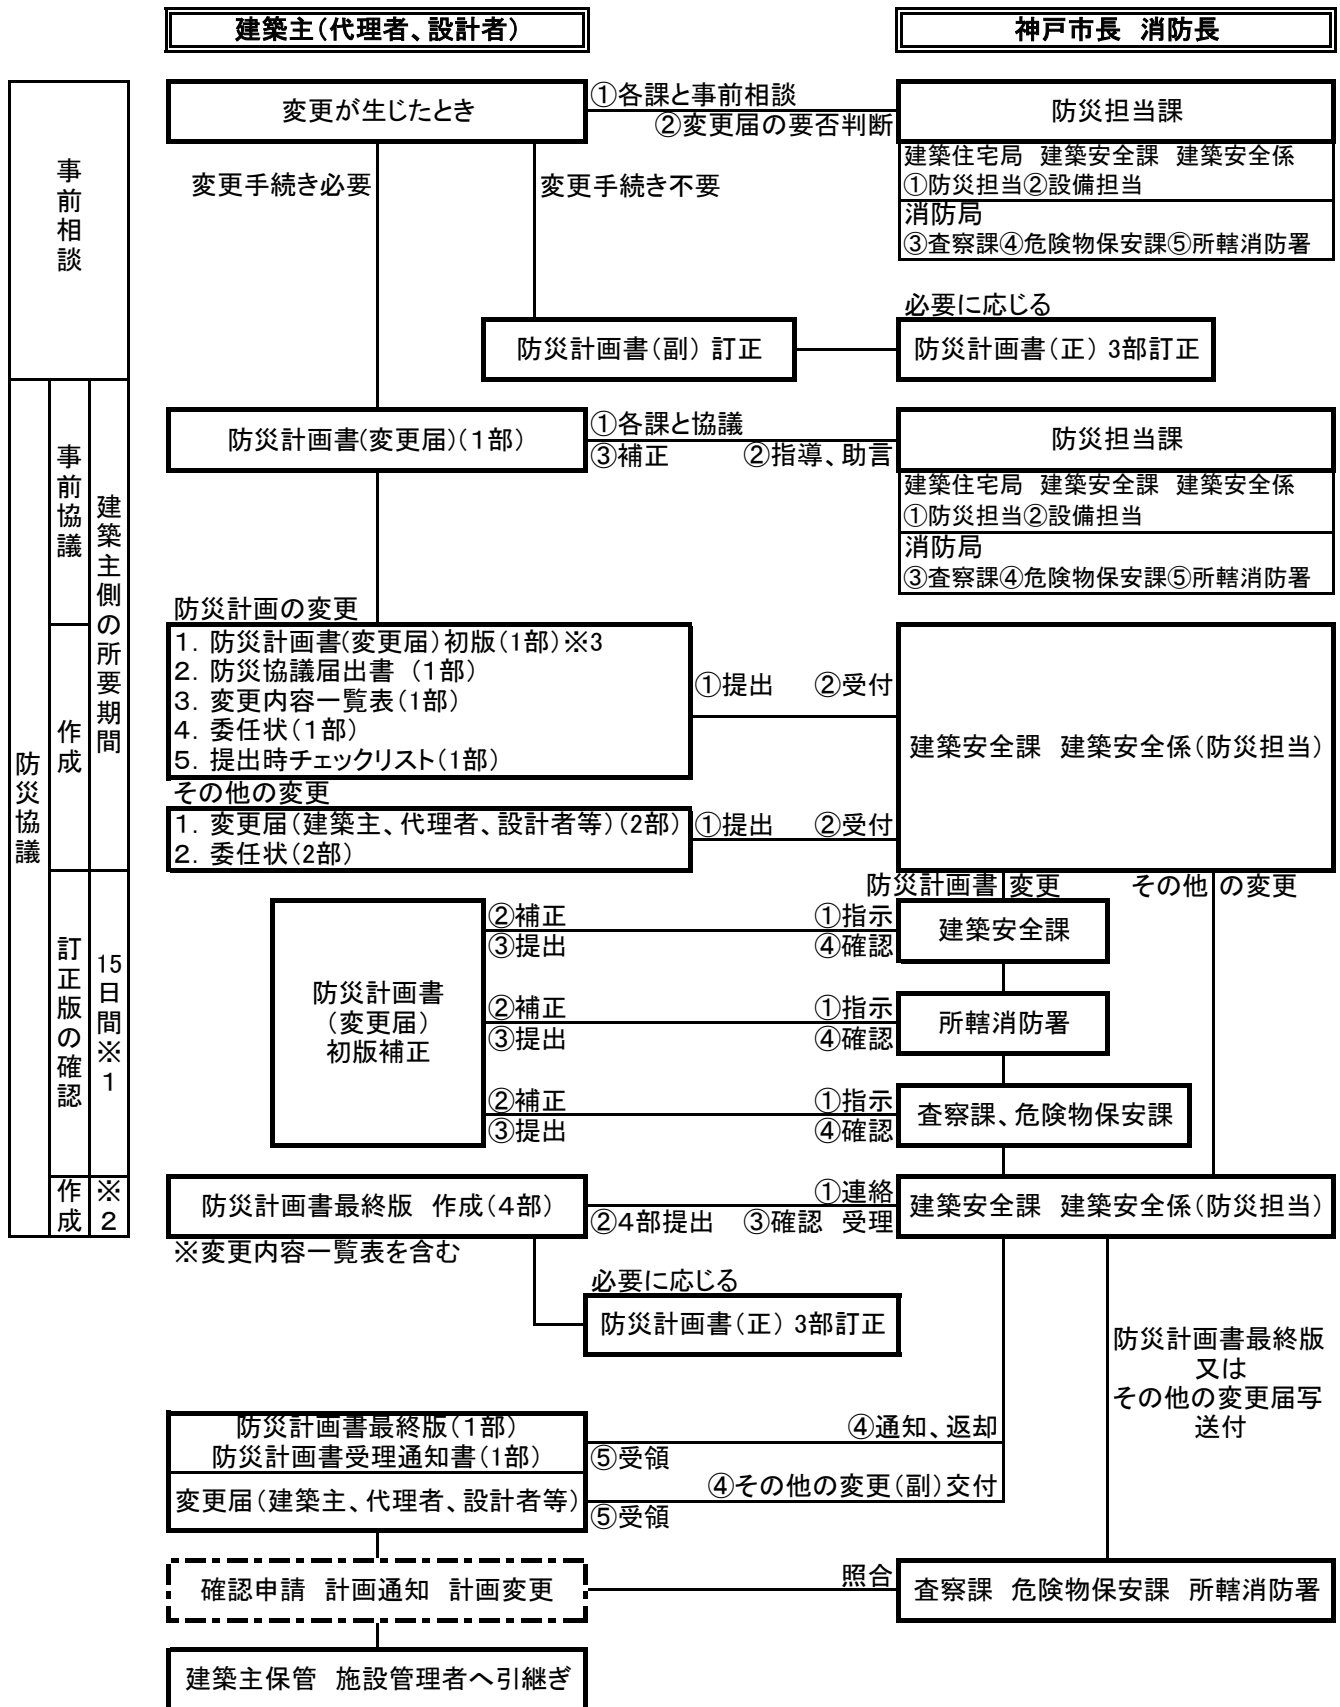 建築主(代理者、設計者)
神戸市長　消防長
事前相談
変更が生じたとき
①各課と事前相談
②変更届の要否判断
防災担当課
建築住宅局　建築安全課　建築安全係
①防災担当②設備担当
消防局
③査察課④危険物保安課⑤所轄消防署
変更手続き必要
変更手続き不要
防災計画書(副) 訂正
必要に応じる
防災計画書(正) 3部訂正
防災協議
事前協議
建築主側の所要期間
防災計画書(変更届)(1部)
①各課と協議
③補正
②指導、助言
防災担当課
建築住宅局　建築安全課　建築安全係
①防災担当②設備担当
消防局
③査察課④危険物保安課⑤所轄消防署
作成
防災計画の変更
1. 防災計画書(変更届)初版(1部)※3
2. 防災協議届出書 (1部)
3. 変更内容一覧表(1部)
4. 委任状(1部)
5. 提出時チェックリスト(1部)
①提出　②受付
建築安全課　建築安全係(防災担当)
その他の変更
1. 変更届(建築主、代理者、設計者等)(2部)
2. 委任状(2部)
①提出　②受付
防災計画書 変更
その他 の変更
訂正版の確認
15日間※1
防災計画書
(変更届)
初版補正
②補正
③提出
①指示
④確認
建築安全課
②補正
③提出
①指示
④確認
所轄消防署
②補正
③提出
①指示
④確認
査察課、危険物保安課
作成
※2
防災計画書最終版　作成(4部)
①連絡
②4部提出　③確認　受理
建築安全課　建築安全係(防災担当)
※変更内容一覧表を含む
必要に応じる
防災計画書(正) 3部訂正
防災計画書最終版
又は
その他の変更届写
送付
防災計画書最終版(1部)
防災計画書受理通知書(1部)
④通知、返却
⑤受領
変更届(建築主、代理者、設計者等)
④その他の変更(副)交付
⑤受領
確認申請　計画通知　計画変更
照合
査察課　危険物保安課　所轄消防署
建築主保管　施設管理者へ引継ぎ